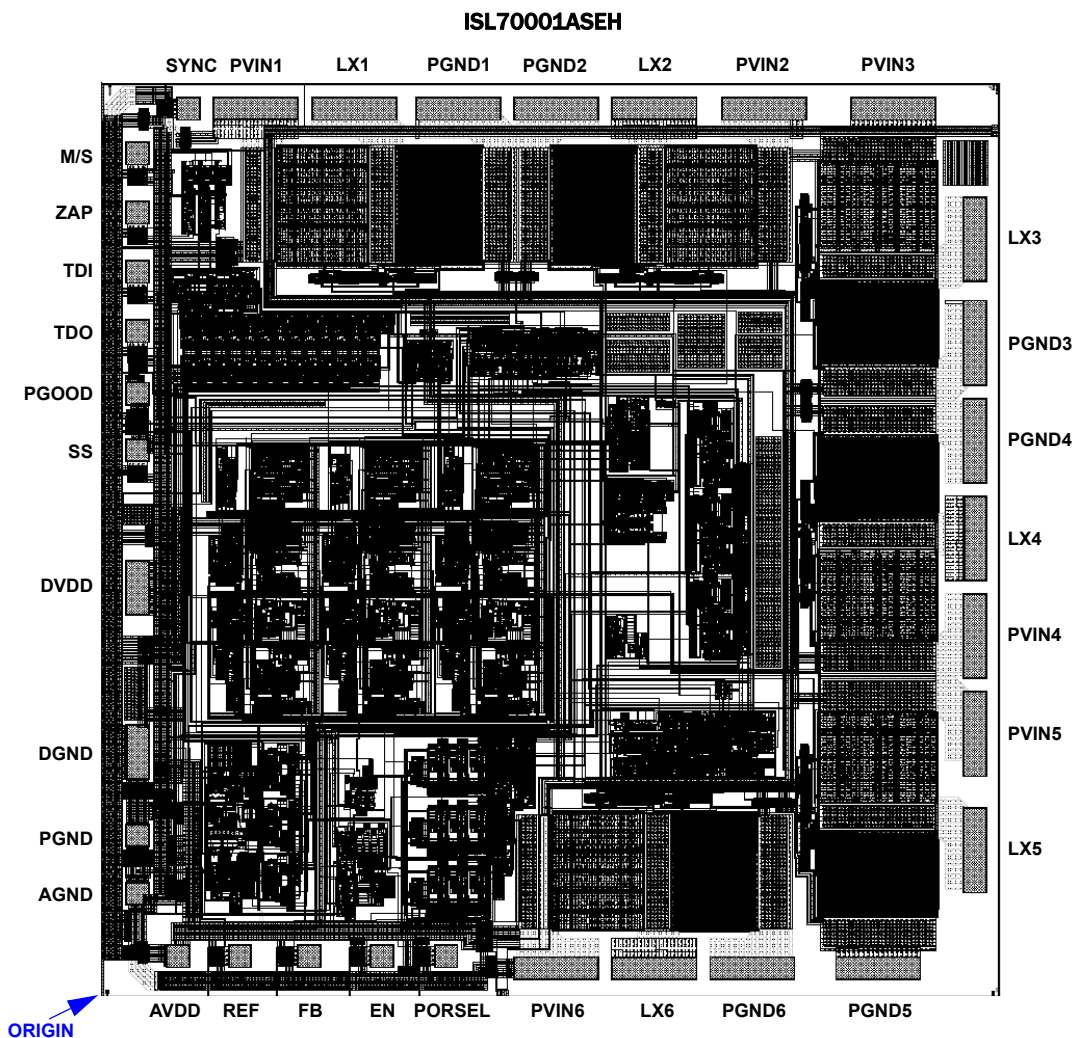 ISL70001ASEH
SYNC PVIN1 LX1 PGND1 PGND2 LX2 PVIN2 PVIN3
M/S
ZAP
TDI
TDO
PGOOD
SS
DVDD
DGND
PGND
AGND
LX3
PGND3
PGND4
LX4
PVIN4
PVIN5
LX5
AVDD REF FB EN PORSEL PVIN6 LX6 PGND6 PGND5
ORIGIN